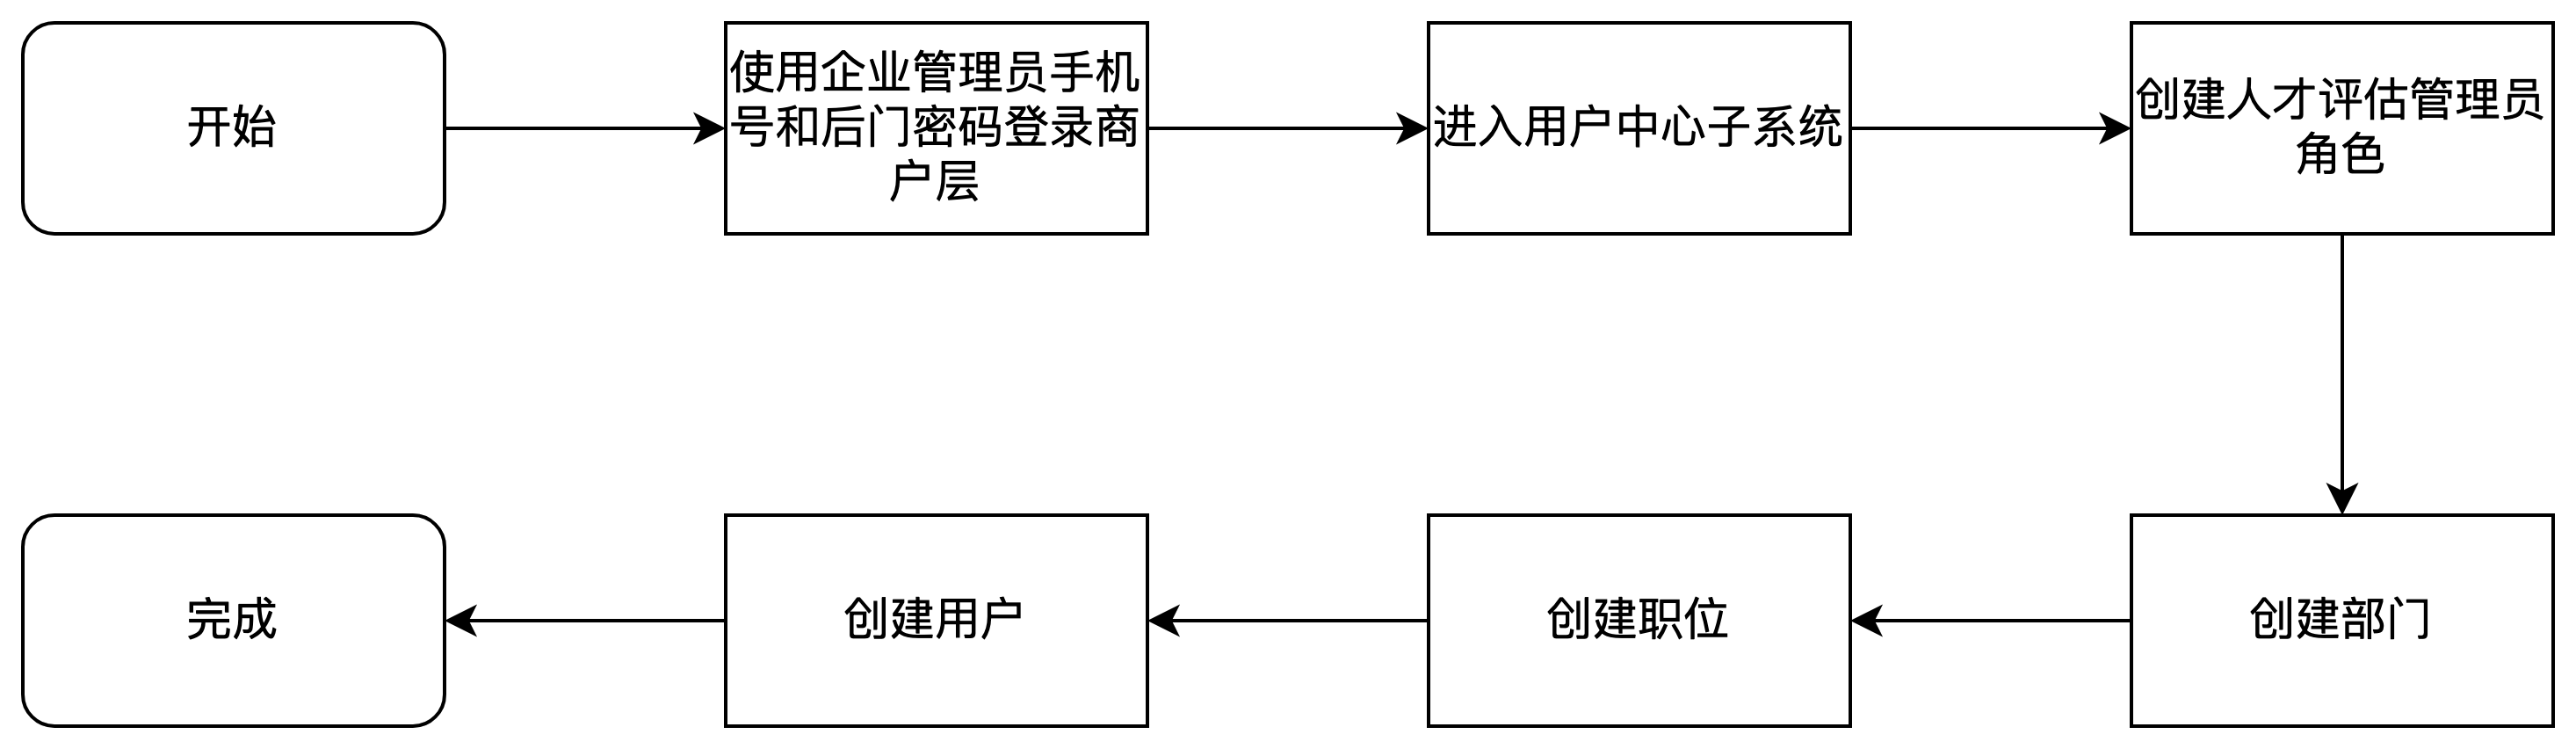 开始
使用企业管理员手机
号和后门密码登录商
户层
进入用户中心子系统
创建人才评估管理员
角色
创建部门
创建职位
创建用户
完成